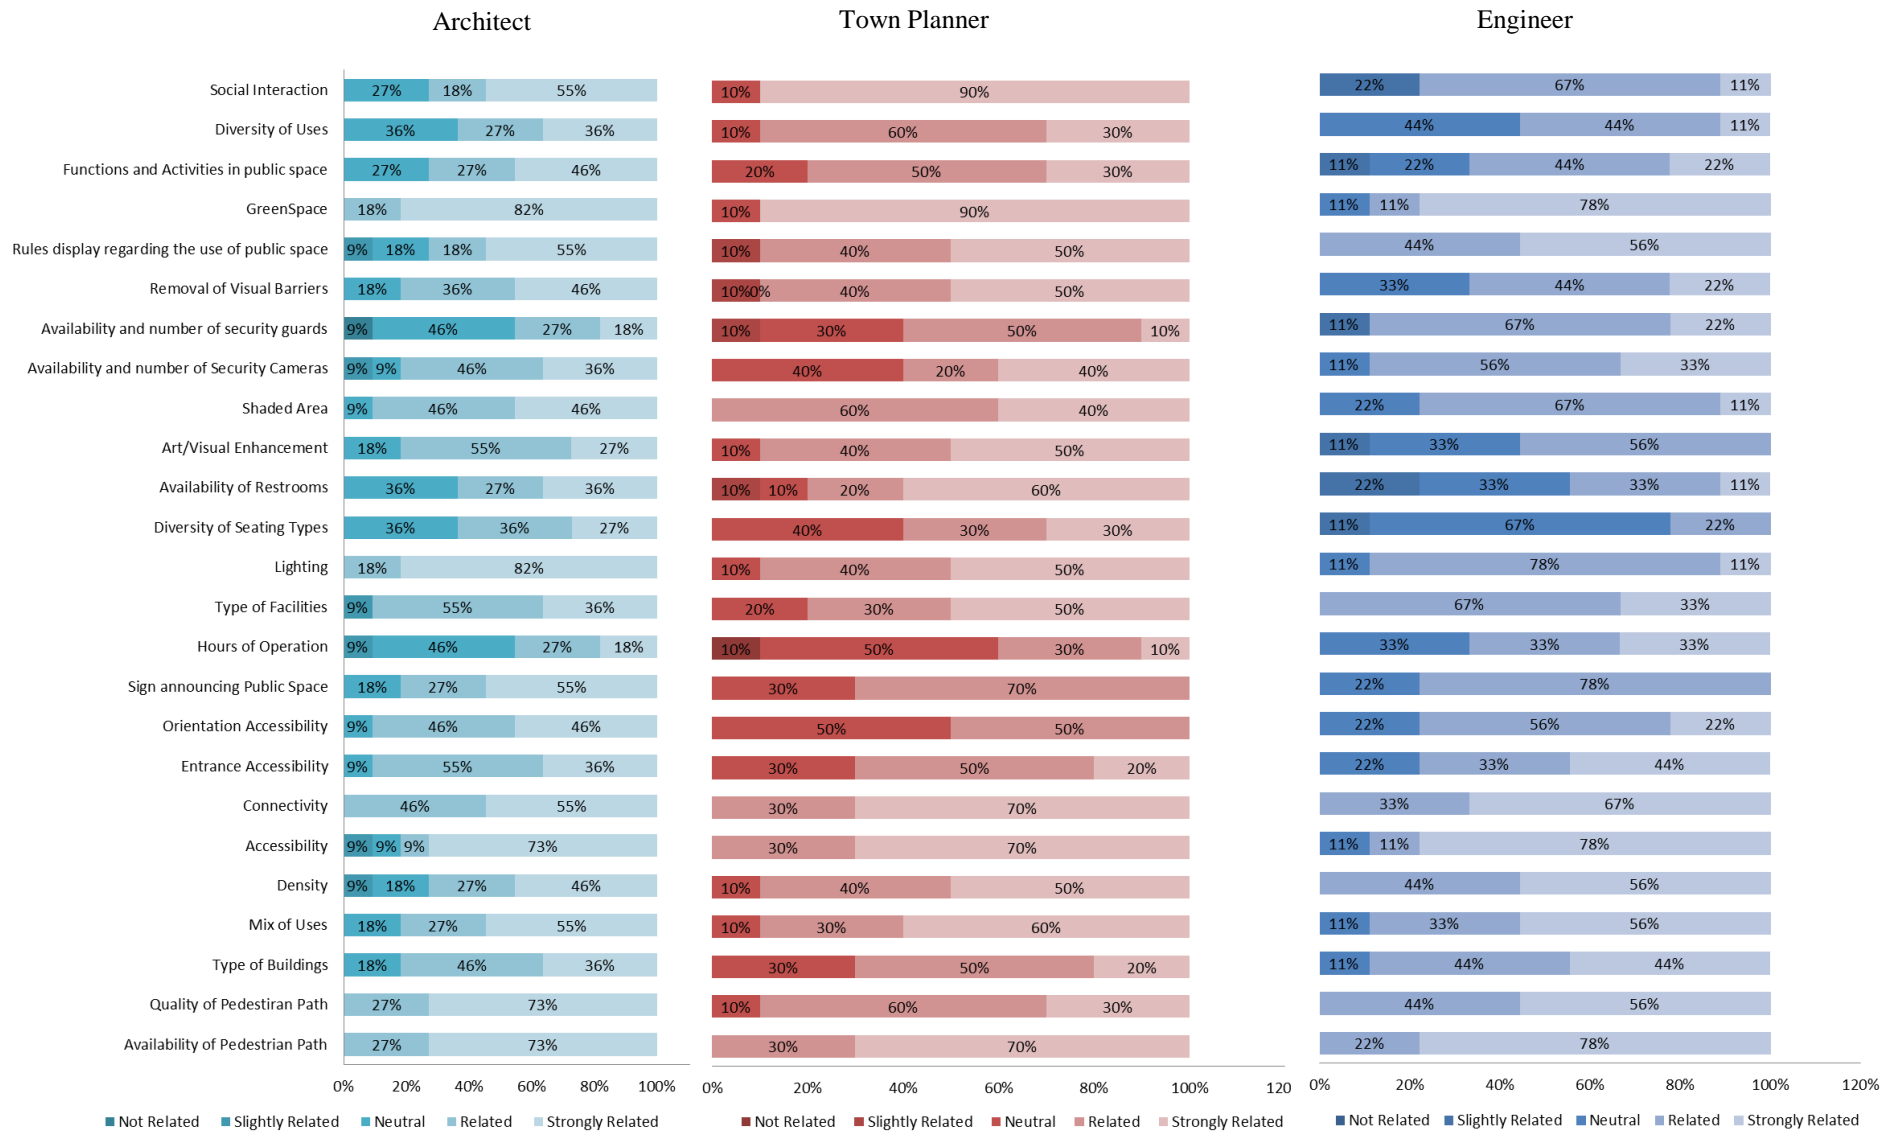 Architect Town Planner Engineer
Social Interaction 27% 18% 55% 10% 90% 22% 67% 11%
Diversity of Uses 36% 27% 36% 10% 60% 30% 44% 44% 11%
Functions and Activities in public space 27% 27% 46% 20% 50% 30% 11% 22% 44% 22%
GreenSpace 18% 82% 10% 90% 11% 11% 78%
Rules display regarding the use of public space 9% 18% 18% 55% 10% 40% 50% 44% 56%
Removal of Visual Barriers 18% 36% 46% 10% 0% 40% 50% 33% 44% 22%
Availability and number of security guards 9% 46% 27% 18% 10% 30% 50% 10% 11% 67% 22%
Availability and number of Security Cameras 9% 9% 46% 36% 40% 20% 40% 11% 56% 33%
Shaded Area 9% 46% 46% 60% 40% 22% 67% 11%
Art/Visual Enhancement 18% 55% 27% 10% 40% 50% 11% 33% 56%
Availability of Restrooms 36% 27% 36% 10% 10% 20% 60% 22% 33% 33% 11%
Diversity of Seating Types 36% 36% 27% 40% 30% 30% 11% 67% 22%
Lighting 18% 82% 10% 40% 50% 11% 78% 11%
Type of Facilities 9% 55% 36% 20% 30% 50% 67% 33%
Hours of Operation 9% 46% 27% 18% 10% 50% 30% 10% 33% 33% 33%
Sign announcing Public Space 18% 27% 55% 30% 70% 22% 78%
Orientation Accessibility 9% 46% 46% 50% 50% 22% 56% 22%
Entrance Accessibility 9% 55% 36% 30% 50% 20% 22% 33% 44%
Connectivity 46% 55% 30% 70% 33% 67%
Accessibility 9% 9% 9% 73% 30% 70% 11% 11% 78%
Density 9% 18% 27% 46% 10% 40% 50% 44% 56%
Mix of Uses 18% 27% 55% 10% 30% 60% 11% 33% 56%
Type of Buildings 18% 46% 36% 30% 50% 20% 11% 44% 44%
Quality of Pedestiran Path 27% 73% 10% 60% 30% 44% 56%
Availability of Pedestrian Path 27% 73% 30% 70% 22% 78%
0% 20% 40% 60% 80% 100% 0% 20% 40% 60% 80% 100% 120 0% 20% 40% 60% 80% 100% 120%
Not Related Slightly Related Neutral Related Strongly Related Not Related Slightly Related Neutral Related Strongly Related Not Related Slightly Related Neutral Related Strongly Related